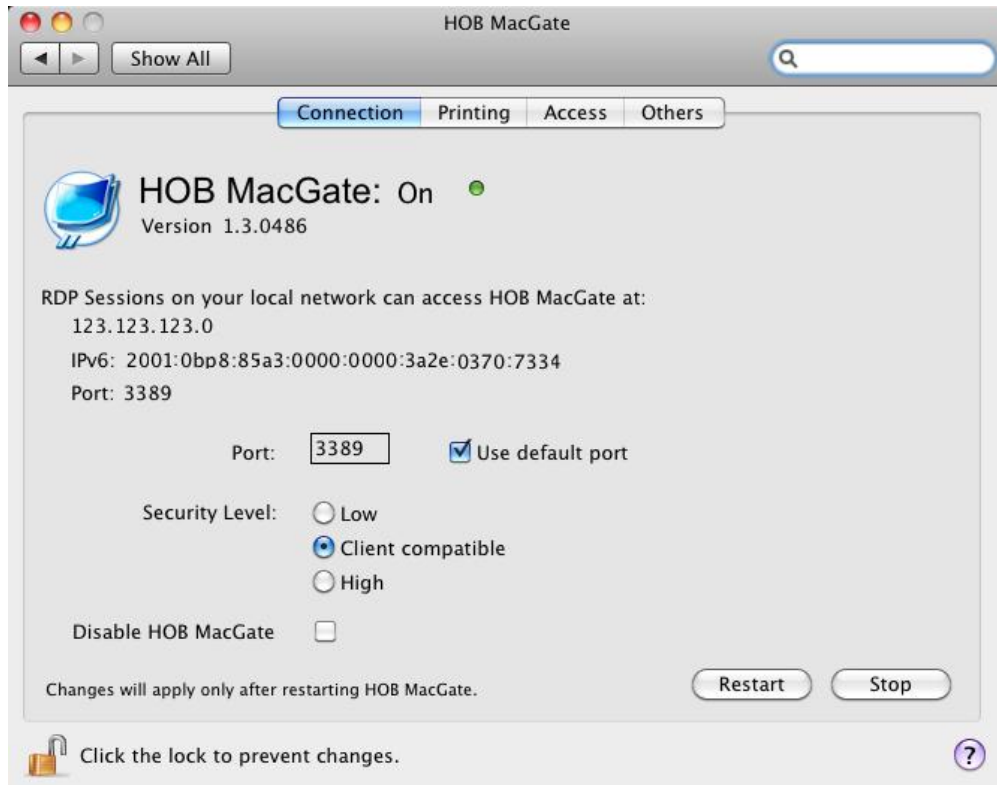 HOB MacGate
Show All
Connection Printing Access Others
HOB MacGate: On
Version 1.3.0486
RDP Sessions on your local network can access HOB MacGate at:
123.123.123.0
IPv6: 2001:0bp8:85a3:0000:0000:3a2e:0370:7334
Port: 3389
Port: 3389 Use default port
Security Level: Low
Client compatible
High
Disable HOB MacGate
Changes will apply only after restarting HOB MacGate. Restart Stop
Click the lock to prevent changes. ?